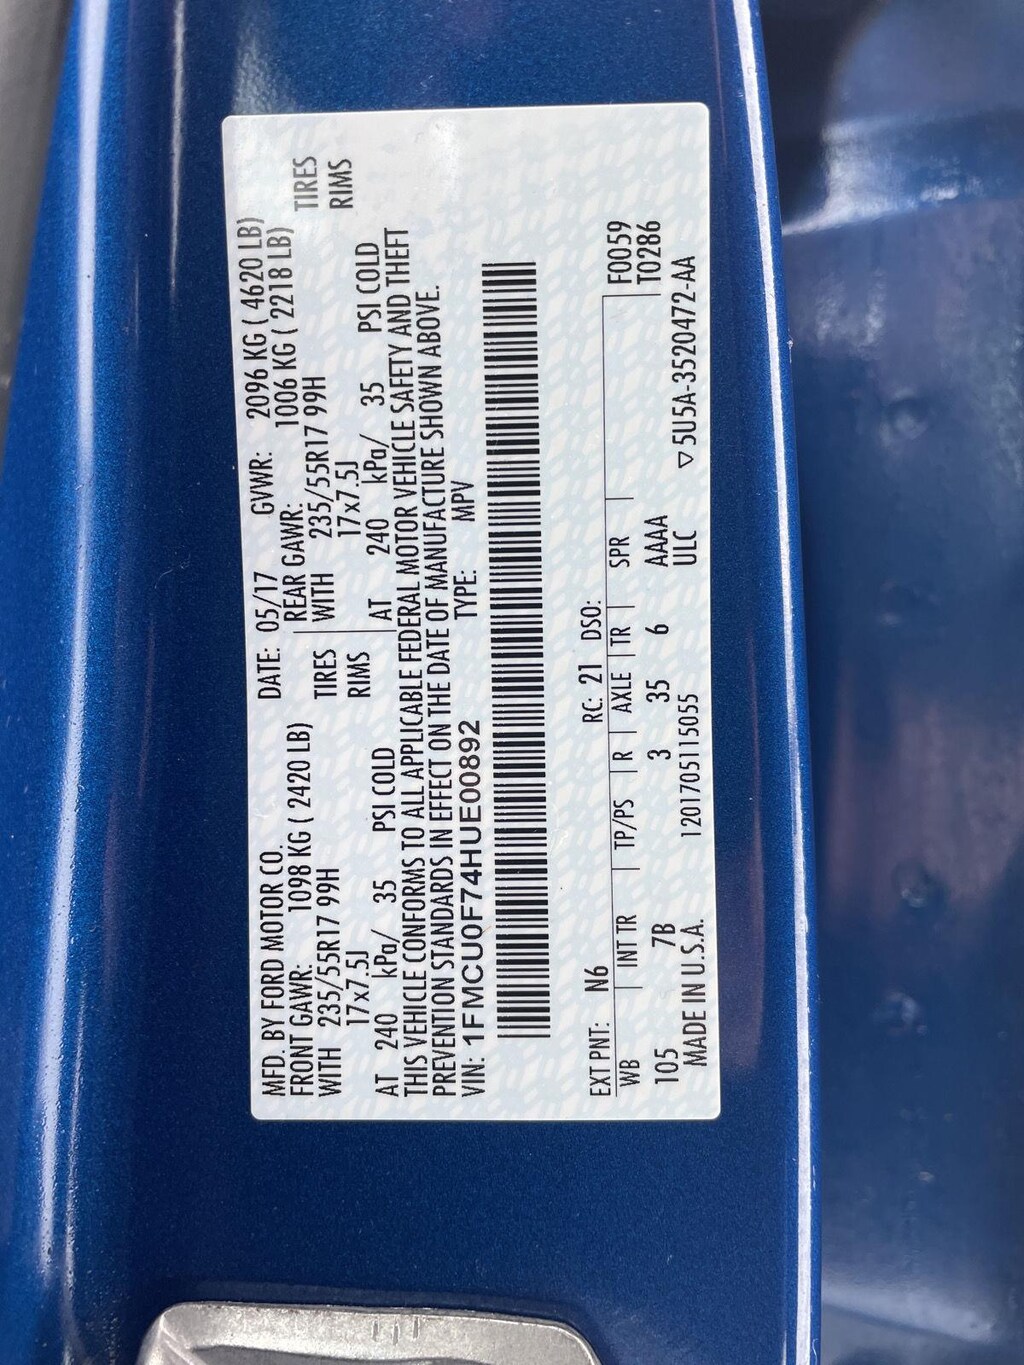 MFD. BY FORD MOTOR CO. DATE: 05/17 GVWR: 2096 KG ( 4620 LB)
FRONT GAWR: 1098 KG ( 2420 LB) REAR GAWR: 1006 KG ( 2218 LB)
WITH 235/55R17 99H TIRES WITH 235/55R17 99H TIRES
17x7.5J RIMS 17x7.5J RIMS
AT 240 kPa/ 35 PSI COLD AT 240 kPa/ 35 PSI COLD
THIS VEHICLE CONFORMS TO ALL APPLICABLE FEDERAL MOTOR VEHICLE SAFETY AND THEFT
PREVENTION STANDARDS IN EFFECT ON THE DATE OF MANUFACTURE SHOWN ABOVE.
VIN: 1FMCU0F74HUE00892 TYPE: MPV
EXT PNT: N6 RC: 21 DSO: F0059
WB INT TR TP/PS R AXLE TR SPR T0286
105 7B 3 35 6 AAAA
MADE IN U.S.A. 1201705115055 ULC ▽5U5A-3520472-AA